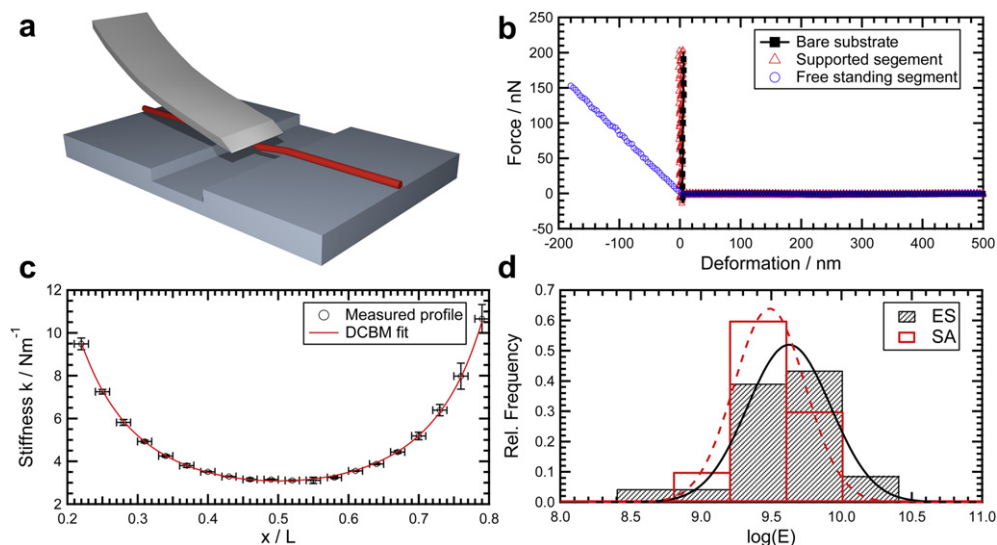 a
b
250
200
150
100
50
0
-50
Force / nN
Bare substrate
Supported segement
Free standing segment
-200 -100 0 100 200 300 400 500
Deformation / nm
c
12
10
8
6
4
2
Stiffness k / Nm-1
Measured profile
DCBM fit
0.2 0.3 0.4 0.5 0.6 0.7 0.8
x / L
d
0.7
0.6
0.5
0.4
0.3
0.2
0.1
0.0
Rel. Frequency
ES
SA
8.0 8.5 9.0 9.5 10.0 10.5 11.0
log(E)